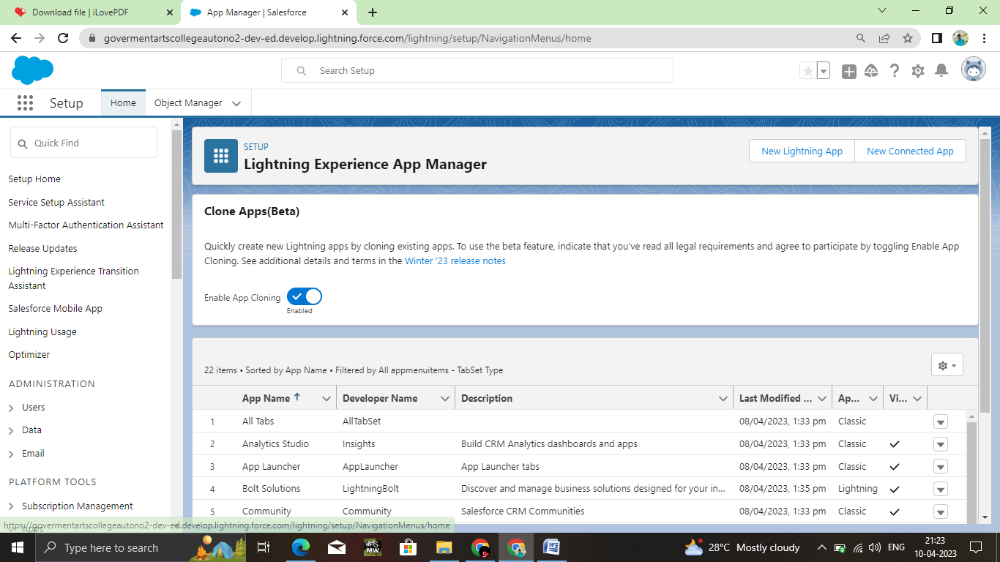 Download file | iLovePDF
App Manager | Salesforce
govermentartscollegeautono2-dev-ed.develop.lightning.force.com/lightning/setup/NavigationMenus/home
Search Setup
Setup
Home
Object Manager
Quick Find
Setup Home
Service Setup Assistant
Multi-Factor Authentication Assistant
Release Updates
Lightning Experience Transition
Assistant
Salesforce Mobile App
Lightning Usage
Optimizer
ADMINISTRATION
Users
Data
Email
PLATFORM TOOLS
Subscription Management
Apps
SETUP
Lightning Experience App Manager
New Lightning App
New Connected App
Clone Apps(Beta)
Quickly create new Lightning apps by cloning existing apps. To use the beta feature, indicate that you've read all legal requirements and agree to participate by toggling Enable App
Cloning. See additional details and terms in the Winter '23 release notes
Enable App Cloning
Enabled
22 items • Sorted by App Name • Filtered by All appmenuitems - TabSet Type
App Name Developer Name Description Last Modified ... Ap... Vi...
1 All Tabs AllTabSet 08/04/2023, 1:33 pm Classic
2 Analytics Studio Insights Build CRM Analytics dashboards and apps 08/04/2023, 1:33 pm Classic
3 App Launcher AppLauncher App Launcher tabs 08/04/2023, 1:33 pm Classic
4 Bolt Solutions LightningBolt Discover and manage business solutions designed for your in... 08/04/2023, 1:35 pm Lightning
5 Community Community Salesforce CRM Communities 08/04/2023, 1:33 pm Classic
https://govermentartscollegeautono2-dev-ed.develop.lightning.force.com/lightning/setup/NavigationMenus/home
Type here to search
MW
28°C Mostly cloudy
ENG
21:23
10-04-2023